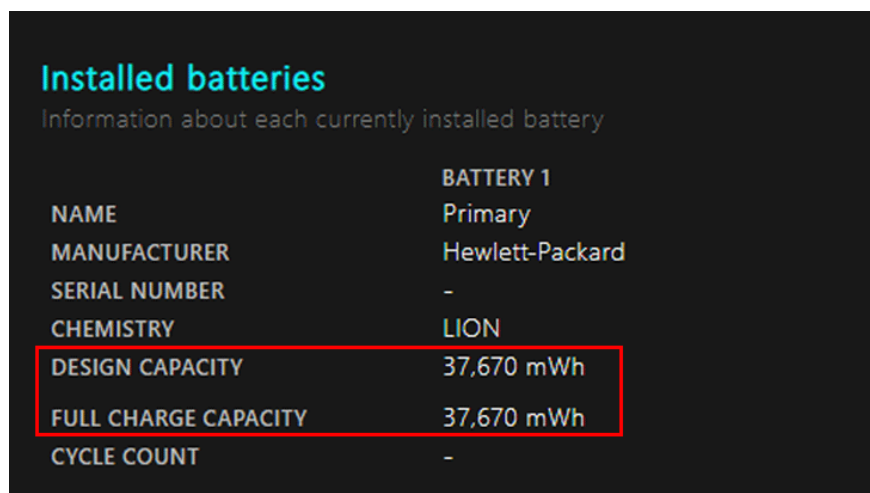 Installed batteries
Information about each currently installed battery
BATTERY 1
NAME Primary
MANUFACTURER Hewlett-Packard
SERIAL NUMBER -
CHEMISTRY LION
DESIGN CAPACITY 37,670 mWh
FULL CHARGE CAPACITY 37,670 mWh
CYCLE COUNT -